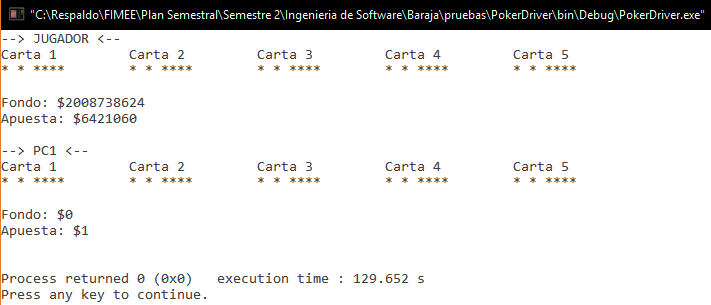 "C:\Respaldo\FIMEE\Plan Semestral\Semestre 2\Ingenieria de Software\Baraja\pruebas\PokerDriver\bin\Debug\PokerDriver.exe"
--> JUGADOR <--
Carta 1         Carta 2         Carta 3         Carta 4         Carta 5
* * ****        * * ****        * * ****        * * ****        * * ****
Fondo: $2008738624
Apuesta: $6421060
--> PC1 <--
Carta 1         Carta 2         Carta 3         Carta 4         Carta 5
* * ****        * * ****        * * ****        * * ****        * * ****
Fondo: $0
Apuesta: $1
Process returned 0 (0x0)   execution time : 129.652 s
Press any key to continue.